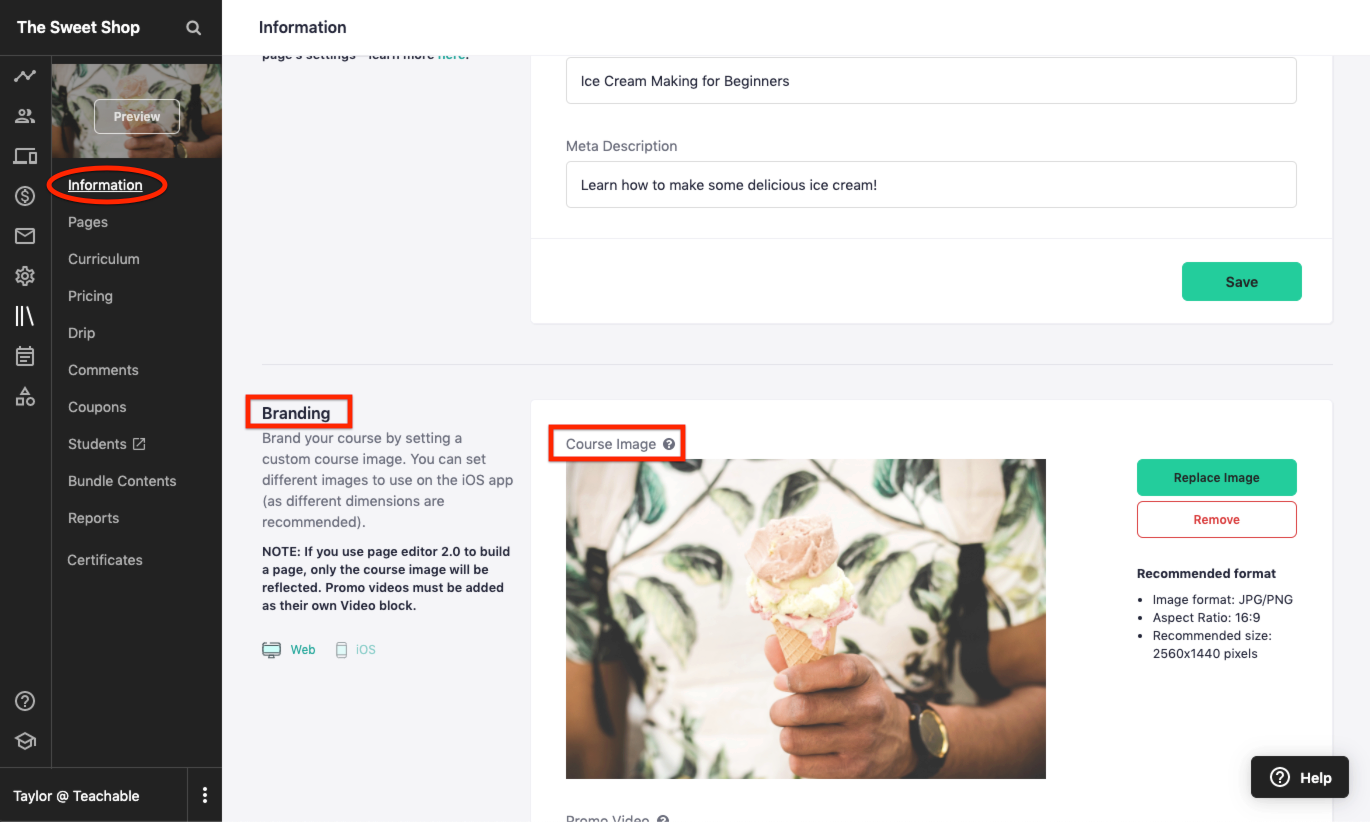 The Sweet Shop
Information
Preview
Information
Pages
Curriculum
Pricing
Drip
Comments
Coupons
Students
Bundle Contents
Reports
Certificates
Taylor @ Teachable
page's settings - learn more here.
Ice Cream Making for Beginners
Meta Description
Learn how to make some delicious ice cream!
Save
Branding
Brand your course by setting a
custom course image. You can set
different images to use on the iOS app
(as different dimensions are
recommended).
NOTE: If you use page editor 2.0 to build
a page, only the course image will be
reflected. Promo videos must be added
as their own Video block.
Web
iOS
Course Image
Replace Image
Remove
Recommended format
• Image format: JPG/PNG
• Aspect Ratio: 16:9
• Recommended size:
2560x1440 pixels
Promo Video
Help